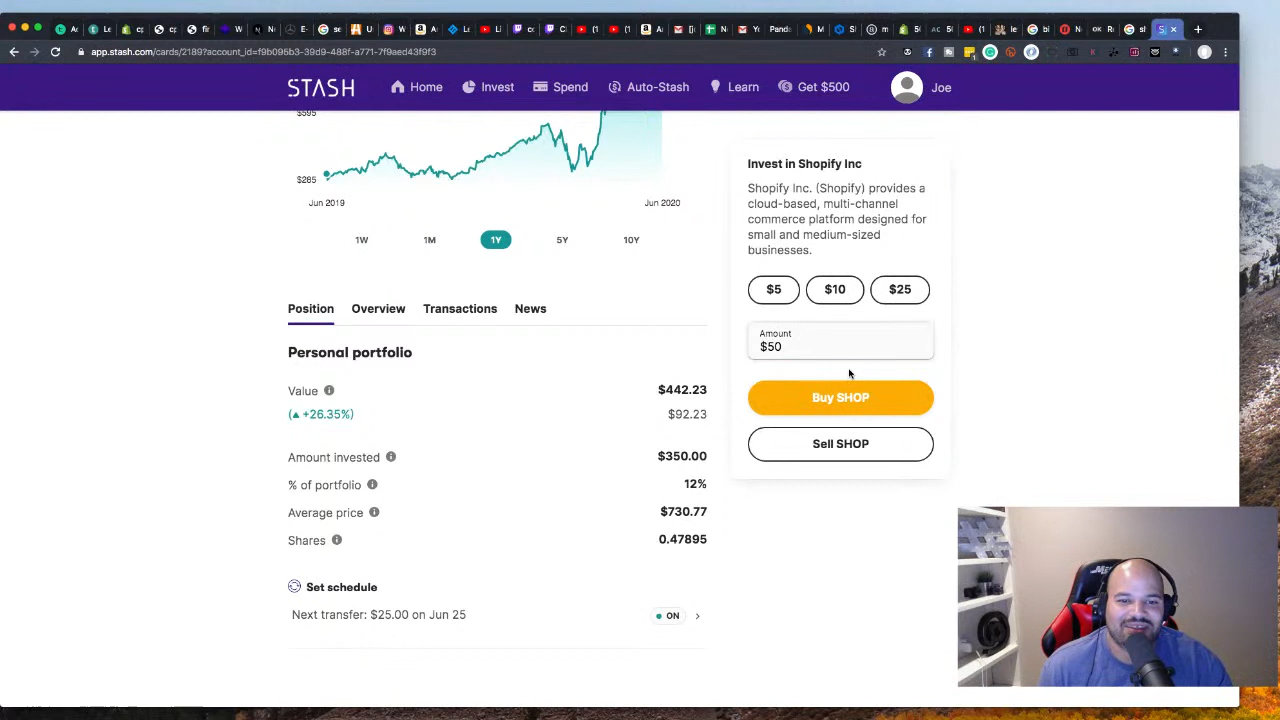 app.stash.com/cards/2189?account_id=f9b095b3-39d9-488f-a771-7f9aed43f9f3
STASH
Home
Invest
Spend
Auto-Stash
Learn
Get $500
Joe
$595
$285
Jun 2019
Jun 2020
1W
1M
1Y
5Y
10Y
Position
Overview
Transactions
News
Personal portfolio
Value
$442.23
(▲ +26.35%)
$92.23
Amount invested
$350.00
% of portfolio
12%
Average price
$730.77
Shares
0.47895
Set schedule
Next transfer: $25.00 on Jun 25
ON
Invest in Shopify Inc
Shopify Inc. (Shopify) provides a
cloud-based, multi-channel
commerce platform designed for
small and medium-sized
businesses.
$5
$10
$25
Amount
$50
Buy SHOP
Sell SHOP